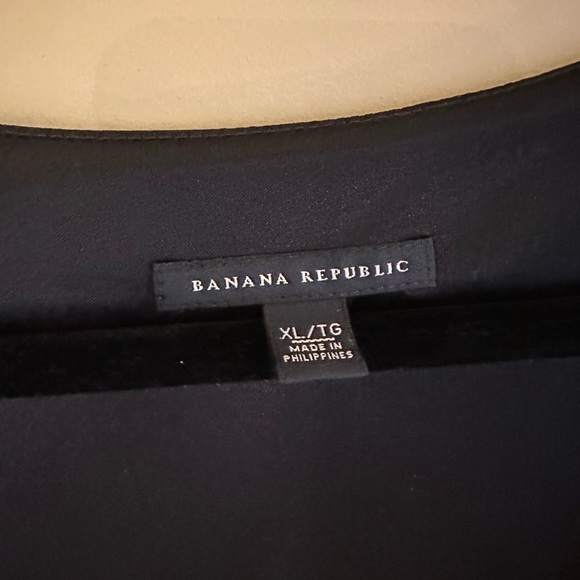 BANANA REPUBLIC
XL/TG
MADE IN
PHILIPPINES